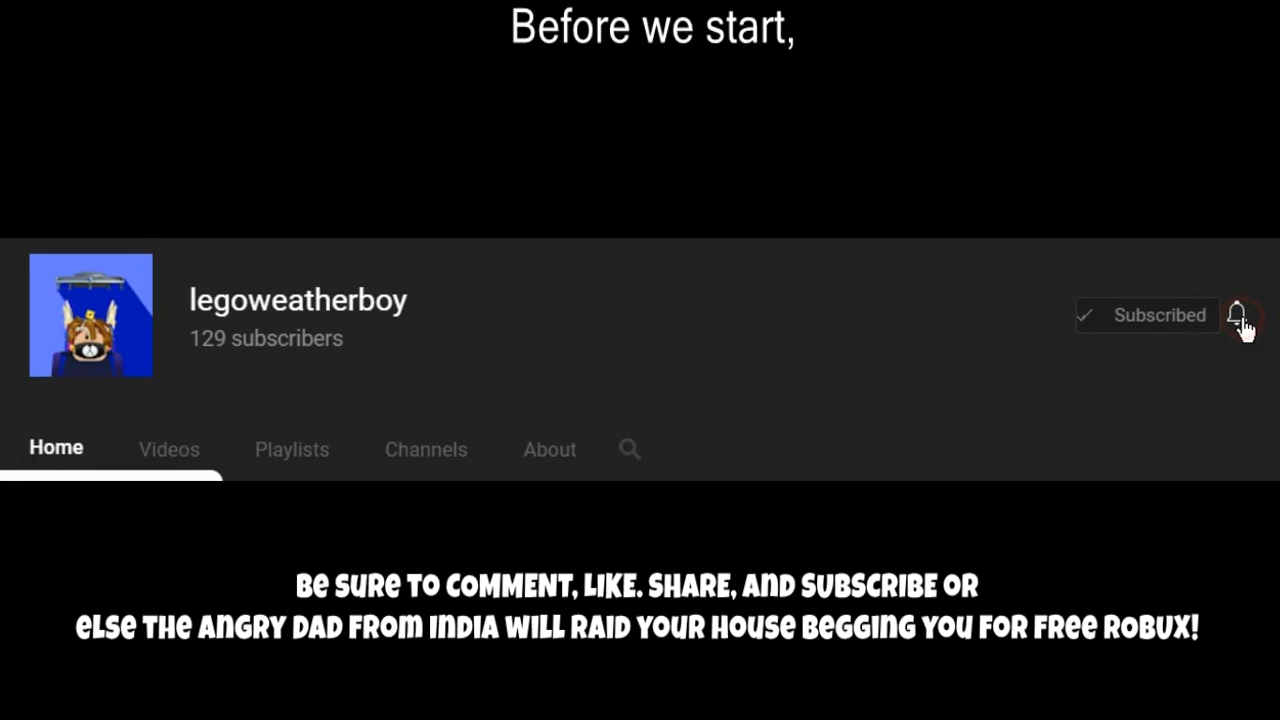 Before we start,
legoweatherboy
129 subscribers
Subscribed
Home Videos Playlists Channels About
Be sure to comment, like. share, and subscribe or
else the angry dad from india will raid your house begging you for free robux!